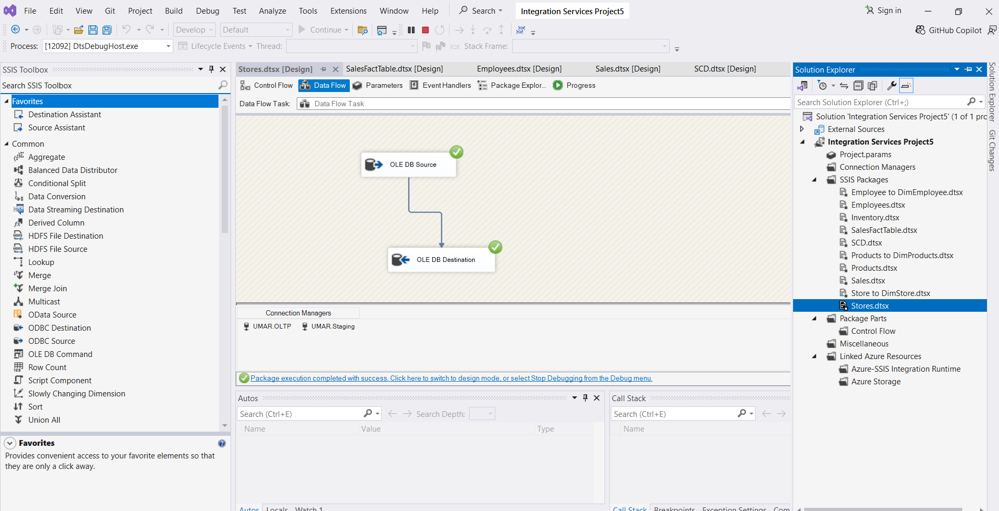 File Edit View Git Project Build Debug Test Analyze Tools Extensions Window Help Search Integration Services Project5 Sign in
Develop Default Continue GitHub Copilot
Process: [12092] DtsDebugHost.exe Lifecycle Events Thread: Stack Frame:
SSIS Toolbox
Search SSIS Toolbox
Favorites
Destination Assistant
Source Assistant
Common
Aggregate
Balanced Data Distributor
Conditional Split
Data Conversion
Data Streaming Destination
Derived Column
HDFS File Destination
HDFS File Source
Lookup
Merge
Merge Join
Multicast
OData Source
ODBC Destination
ODBC Source
OLE DB Command
Row Count
Script Component
Slowly Changing Dimension
Sort
Union All
Favorites
Provides convenient access to your favorite elements so that
they are only a click away.
Stores.dtsx [Design] SalesFactTable.dtsx [Design] Employees.dtsx [Design] Sales.dtsx [Design] SCD.dtsx [Design]
Control Flow Data Flow Parameters Event Handlers Package Explor... Progress
Data Flow Task: Data Flow Task
OLE DB Source
OLE DB Destination
Connection Managers
UMAR.OLTP UMAR.Staging
Package execution completed with success. Click here to switch to design mode, or select Stop Debugging from the Debug menu.
Autos
Search (Ctrl+E) Search Depth:
Name Value Type
Autos Locals Watch 1
Call Stack
Search (Ctrl+E)
Name
Call Stack Breakpoints Exception Settings Com
Solution Explorer
Search Solution Explorer (Ctrl+;)
Solution 'Integration Services Project5' (1 of 1 pro
External Sources
Integration Services Project5
Project.params
Connection Managers
SSIS Packages
Employee to DimEmployee.dtsx
Employees.dtsx
Inventory.dtsx
SalesFactTable.dtsx
SCD.dtsx
Products to DimProducts.dtsx
Products.dtsx
Sales.dtsx
Store to DimStore.dtsx
Stores.dtsx
Package Parts
Control Flow
Miscellaneous
Linked Azure Resources
Azure-SSIS Integration Runtime
Azure Storage
Solution Explorer
Git Changes